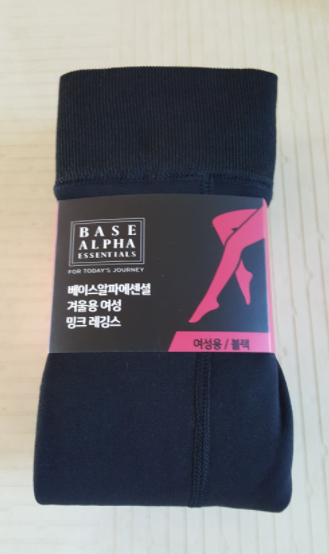 BASE
ALPHA
ESSENTIALS
FOR TODAY'S JOURNEY
베이스알파에센셜
겨울용 여성
밍크 레깅스
여성용 / 블랙